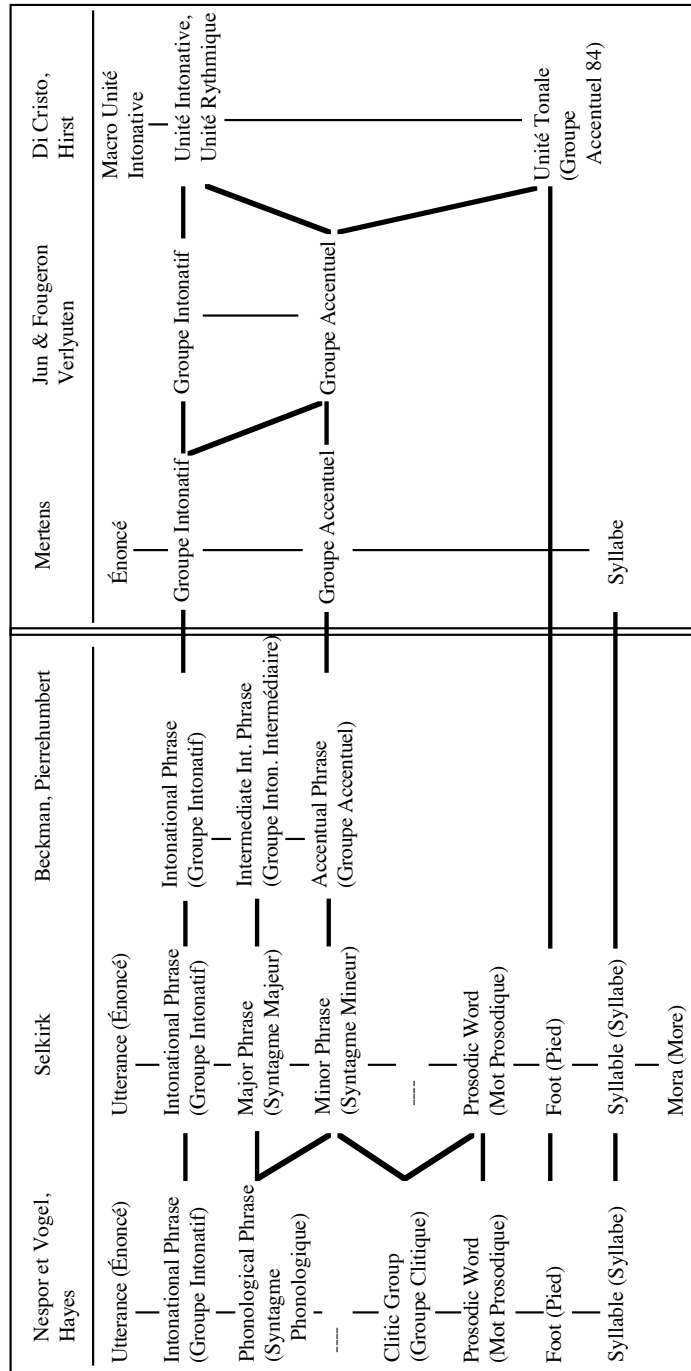 Nespor et Vogel,
Hayes
Utterance (Énoncé)
Intonational Phrase
(Groupe Intonatif)
Phonological Phrase
(Syntagme
Phonologique)
----
Clitic Group
(Groupe Clitique)
Prosodic Word
(Mot Prosodique)
Foot (Pied)
Syllable (Syllabe)
Selkirk
Utterance (Énoncé)
Intonational Phrase
(Groupe Intonatif)
Major Phrase
(Syntagme Majeur)
Minor Phrase
(Syntagme Mineur)
----
Prosodic Word
(Mot Prosodique)
Foot (Pied)
Syllable (Syllabe)
Mora (More)
Beckman, Pierrehumbert
Intonational Phrase
(Groupe Intonatif)
Intermediate Int. Phrase
(Groupe Inton. Intermédiaire)
Accentual Phrase
(Groupe Accentuel)
Mertens
Énoncé
Groupe Intonatif
Groupe Accentuel
Syllabe
Jun & Fougeron
Verlyuten
Groupe Intonatif
Groupe Accentuel
Di Cristo,
Hirst
Macro Unité
Intonative
Unité Intonative,
Unité Rythmique
Unité Tonale
(Groupe
Accentuel 84)